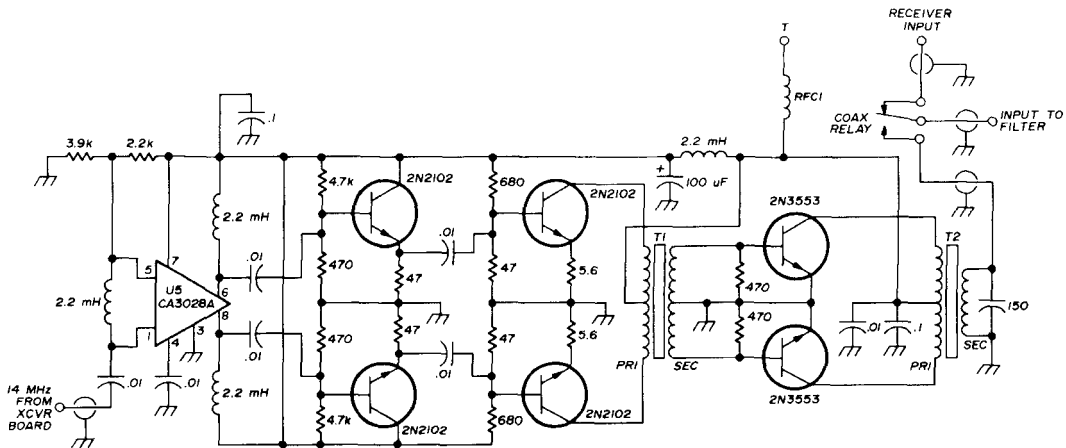 T
RECEIVER
INPUT
RFC1
COAX
RELAY
INPUT TO
FILTER
.1
3.9k
2.2k
2.2 mH
+
100 uF
4.7k
2N2102
680
2N2102
2N3553
2.2 mH
.01
.01
T1
T2
5
7
470
47
47
5.6
470
U5
CA3028A
6
8
2.2 mH
1
4
3
.01
470
47
47
5.6
470
.01
.1
150
.01
.01
.01
PRI
SEC
PRI
SEC
14 MHz
FROM
XCVR
BOARD
2.2 mH
4.7k
2N2102
680
2N2102
2N3553